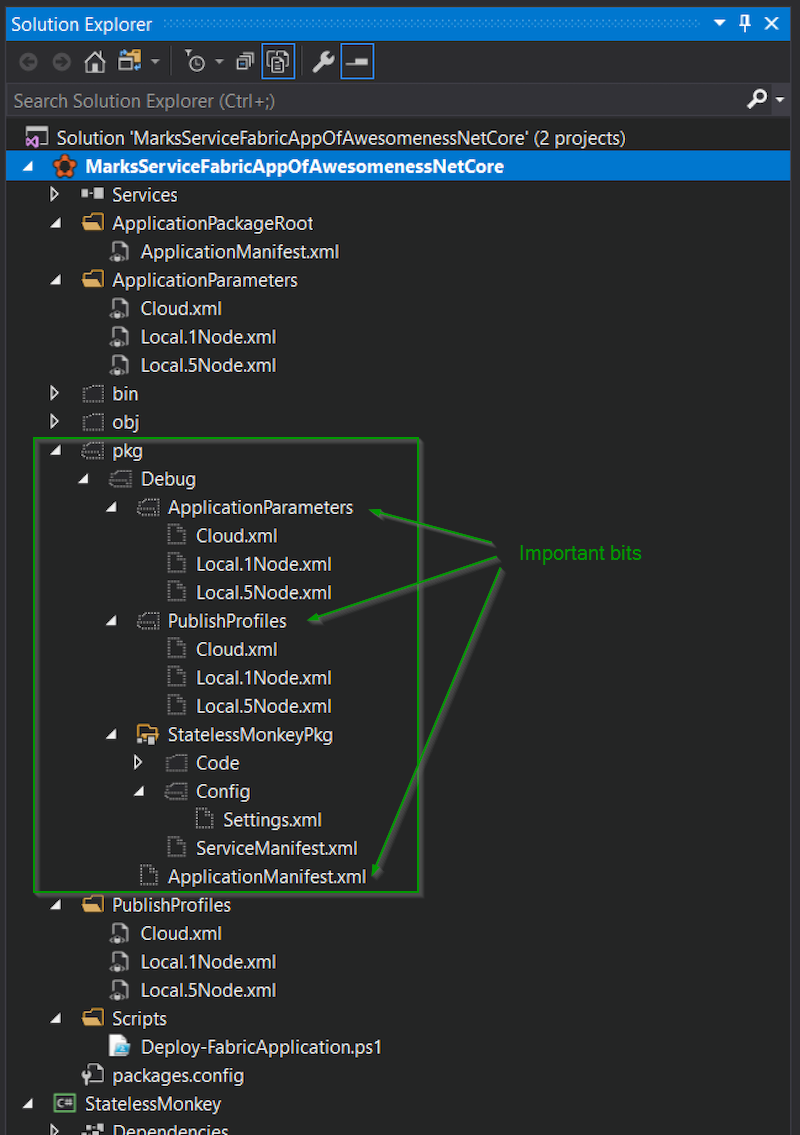 Solution Explorer
Search Solution Explorer (Ctrl+;)
Solution 'MarksServiceFabricAppOfAwesomenessNetCore' (2 projects)
MarksServiceFabricAppOfAwesomenessNetCore
Services
ApplicationPackageRoot
ApplicationManifest.xml
ApplicationParameters
Cloud.xml
Local.1Node.xml
Local.5Node.xml
bin
obj
pkg
Debug
ApplicationParameters
Cloud.xml
Important bits
Local.1Node.xml
Local.5Node.xml
PublishProfiles
Cloud.xml
Local.1Node.xml
Local.5Node.xml
StatelessMonkeyPkg
Code
Config
Settings.xml
ServiceManifest.xml
ApplicationManifest.xml
PublishProfiles
Cloud.xml
Local.1Node.xml
Local.5Node.xml
Scripts
Deploy-FabricApplication.ps1
packages.config
C# StatelessMonkey
Dependencies